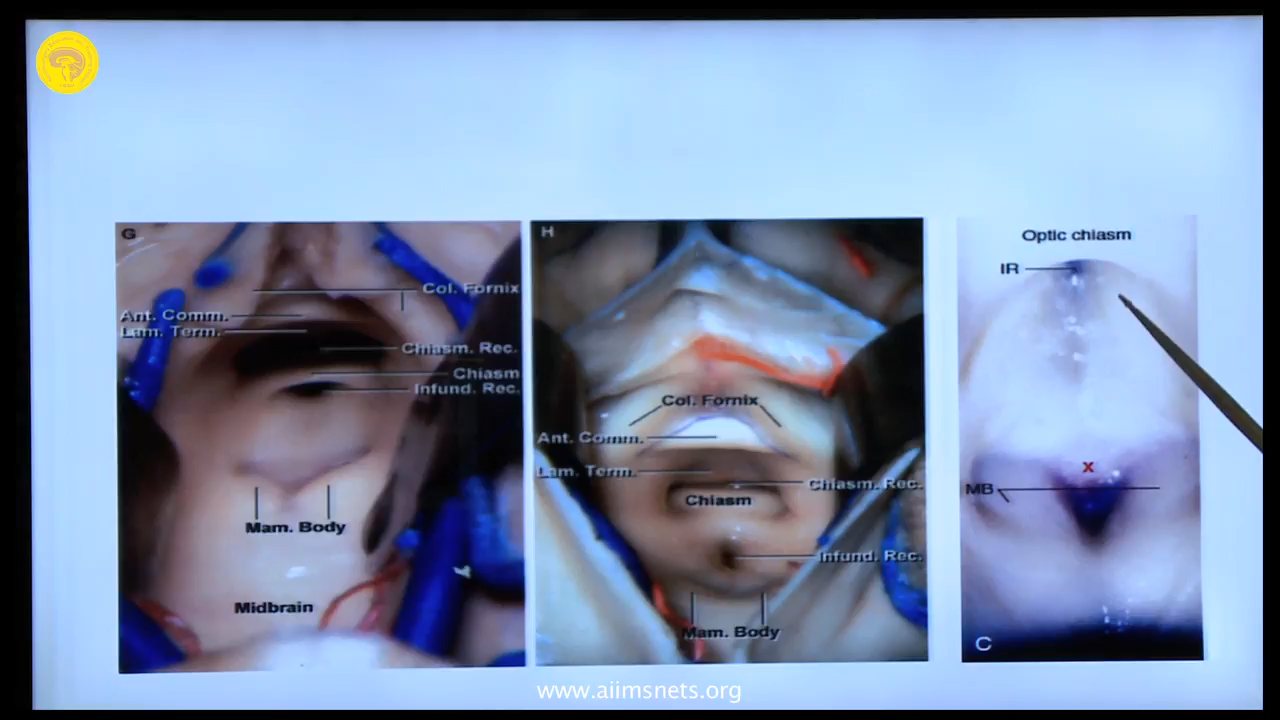 G
Col. Fornix
Ant. Comm.
Lam. Term.
Chiasm. Rec.
Chiasm
Infund. Rec.
Mam. Body
Midbrain
H
Col. Fornix
Ant. Comm.
Lam. Term.
Chiasm. Rec.
Chiasm
Infund. Rec.
Mam. Body
Optic chiasm
IR
X
MB
C
www.aiimsnets.org